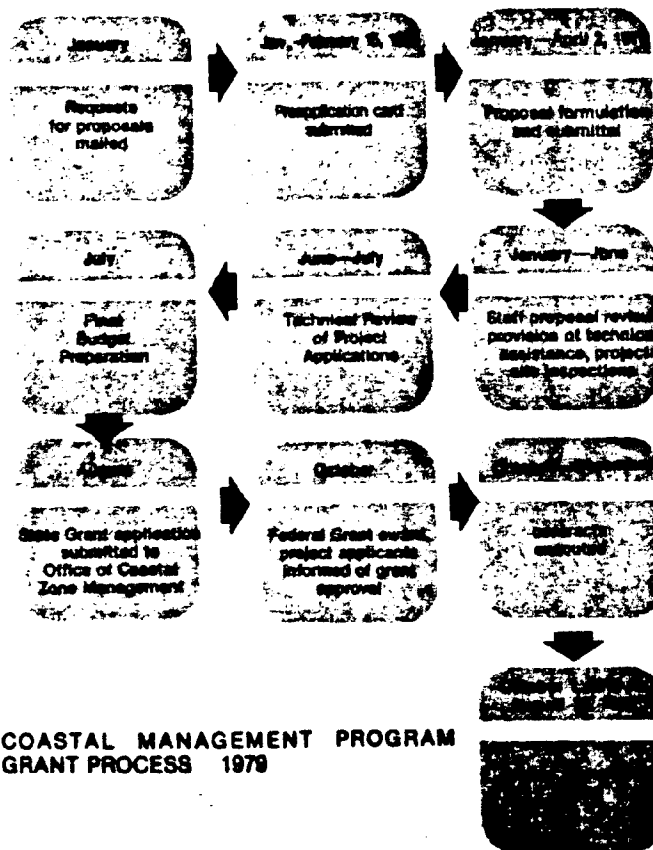 January
Requests
for proposals
mailed
Jan.–February 15,
Preapplication card
submitted
January—April 2,
Proposal formulation
and submittal
January—June
Staff proposal review
provision of technical
assistance, project
site inspections
June—July
Technical Review
of Project
Applications
July
Final
Budget
Preparation
August
State Grant application
submitted to
Office of Coastal
Zone Management
October
Federal Grant award,
project applicants
informed of grant
approval
contracts
executed
COASTAL MANAGEMENT PROGRAM
GRANT PROCESS 1979